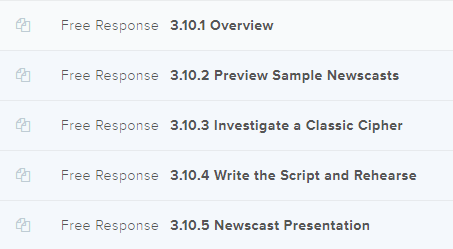 Free Response 3.10.1 Overview
Free Response 3.10.2 Preview Sample Newscasts
Free Response 3.10.3 Investigate a Classic Cipher
Free Response 3.10.4 Write the Script and Rehearse
Free Response 3.10.5 Newscast Presentation